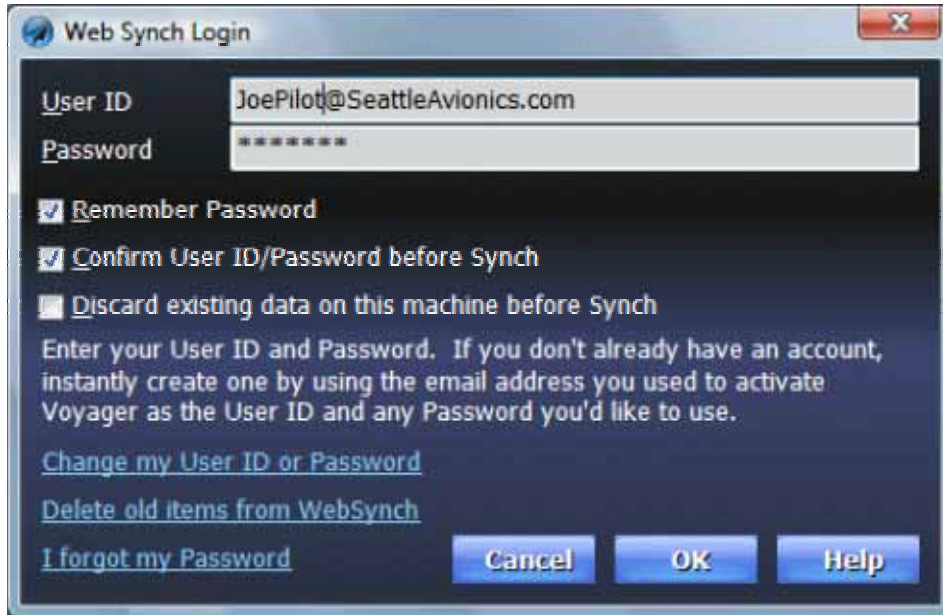 Web Synch Login
User ID
JoePilot@SeattleAvionics.com
Password
*******
Remember Password
Confirm User ID/Password before Synch
Discard existing data on this machine before Synch
Enter your User ID and Password.  If you don't already have an account,
instantly create one by using the email address you used to activate
Voyager as the User ID and any Password you'd like to use.
Change my User ID or Password
Delete old items from WebSynch
I forgot my Password
Cancel
OK
Help